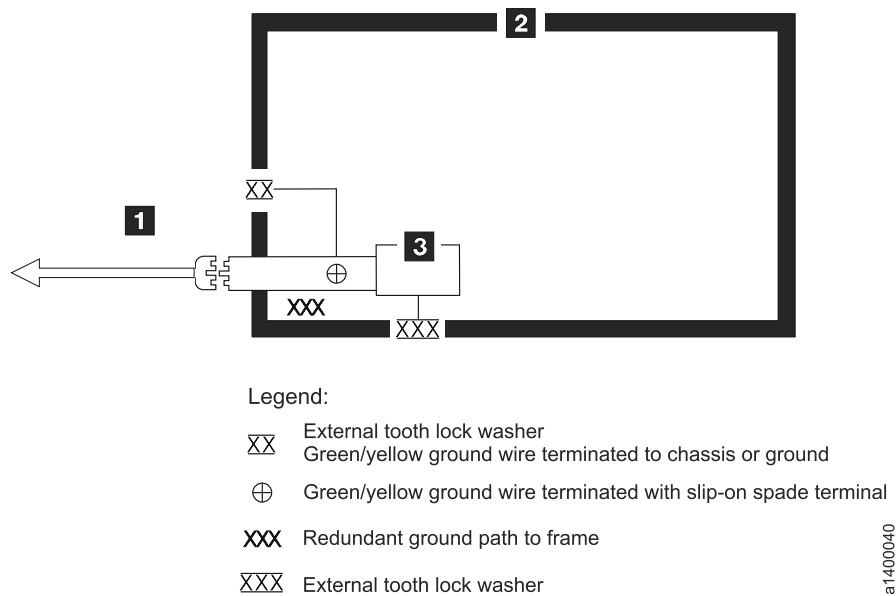 2
XX
1
3
XXX
XXX
Legend:
XX External tooth lock washer
Green/yellow ground wire terminated to chassis or ground
Green/yellow ground wire terminated with slip-on spade terminal
XXX Redundant ground path to frame
XXX External tooth lock washer
a1400040